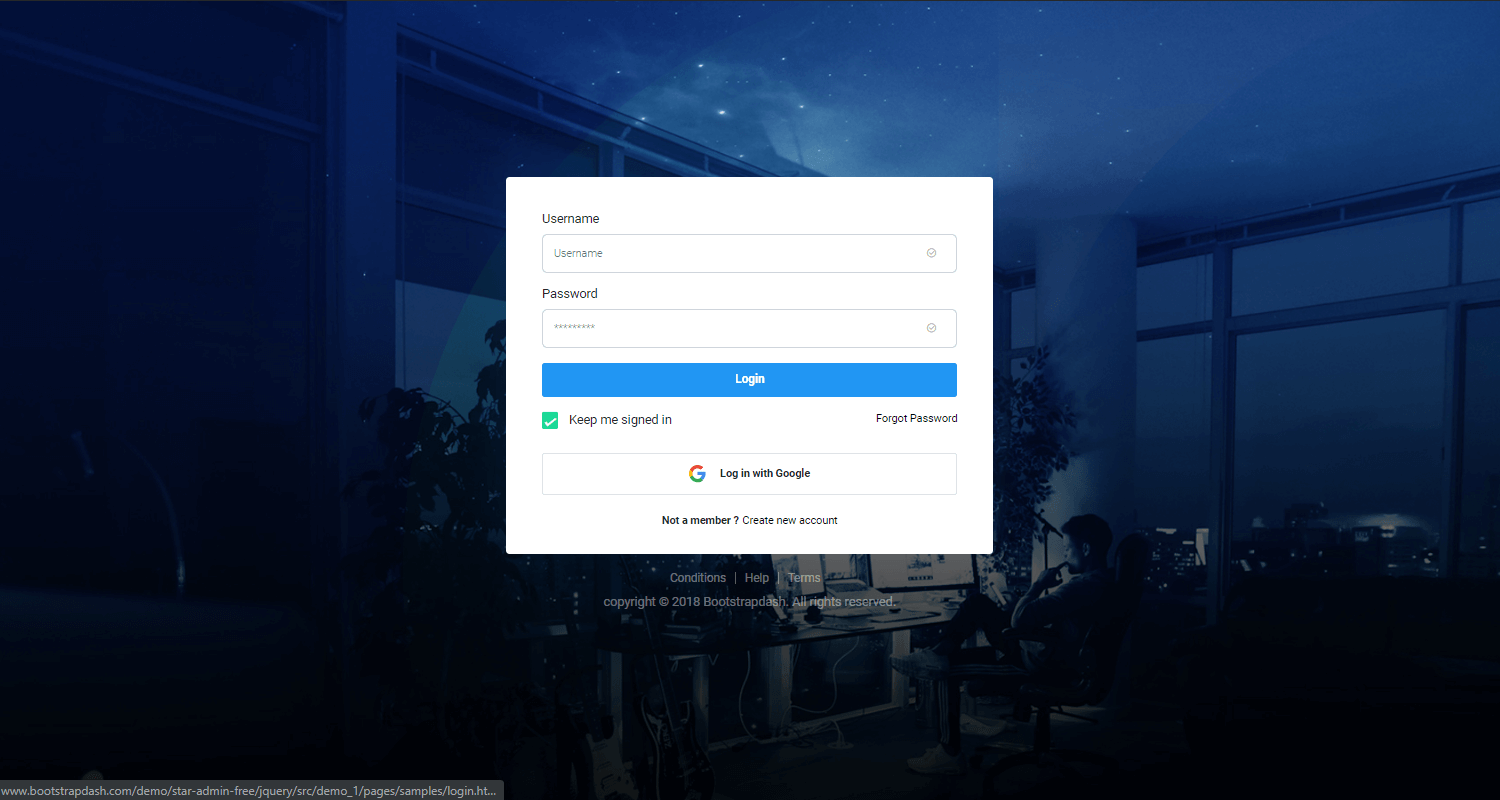 Username
Username
Password
*********
Login
Keep me signed in
Forgot Password
Log in with Google
Not a member ? Create new account
Conditions | Help | Terms
copyright © 2018 Bootstrapdash. All rights reserved.
www.bootstrapdash.com/demo/star-admin-free/jquery/src/demo_1/pages/samples/login.ht...